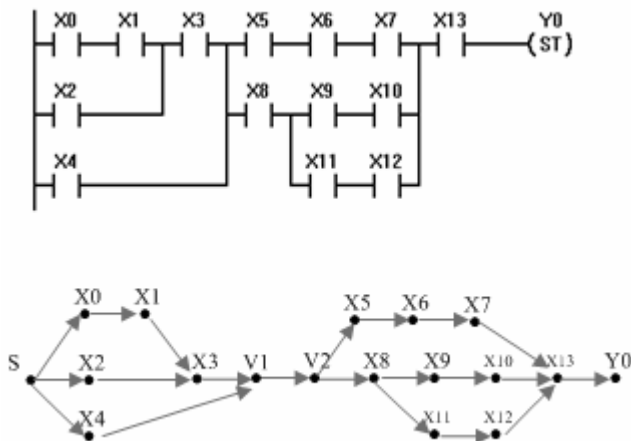 X0 X1 X3 X5 X6 X7 X13 Y0
(ST)
X2 X8 X9 X10
X4 X11 X12
X0 X1 X5 X6 X7
S X2 X3 V1 V2 X8 X9 X10 X13 Y0
X4 X11 X12